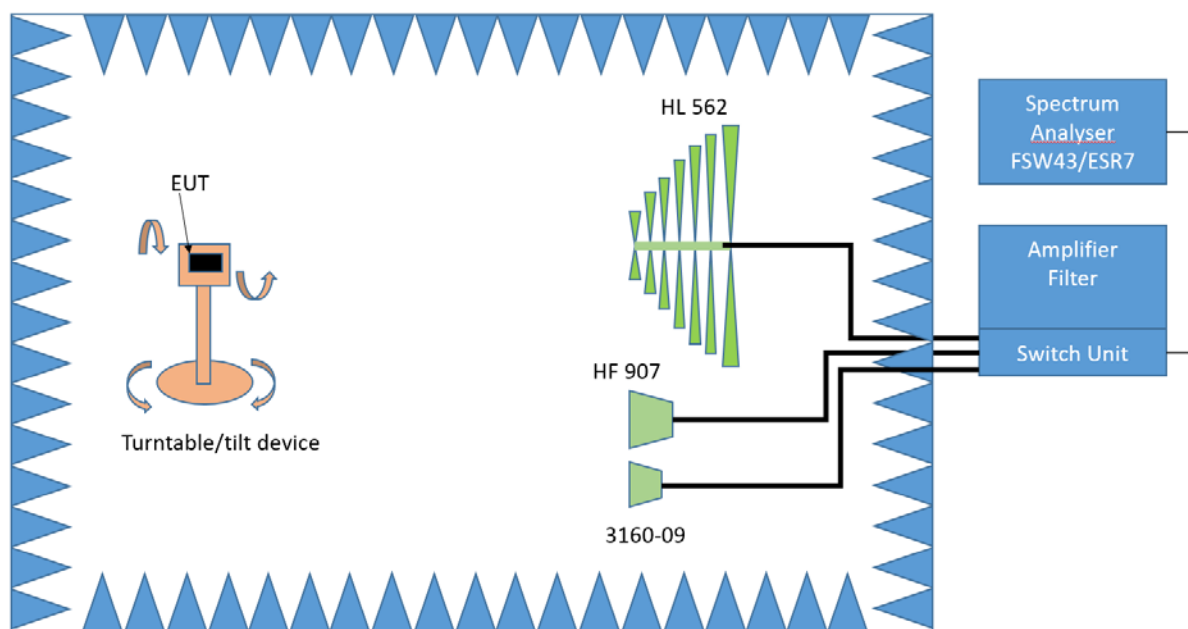 HL 562
Spectrum
Analyser
FSW43/ESR7
EUT
Amplifier
Filter
Switch Unit
HF 907
Turntable/tilt device
3160-09